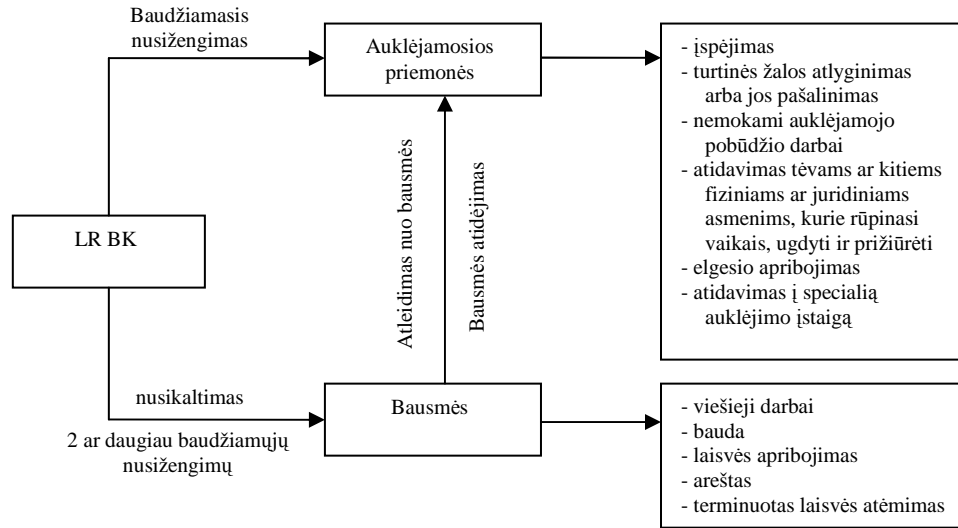 Baudžiamasis
nusižengimas
Auklėjamosios
priemonės
- įspėjimas
- turtinės žalos atlyginimas
arba jos pašalinimas
- nemokami auklėjamojo
pobūdžio darbai
- atidavimas tėvams ar kitiems
fiziniams ar juridiniams
asmenims, kurie rūpinasi
vaikais, ugdyti ir prižiūrėti
- elgesio apribojimas
- atidavimas į specialią
auklėjimo įstaigą
LR BK
Atleidimas nuo bausmės
Bausmės atidėjimas
nusikaltimas
2 ar daugiau baudžiamųjų
nusižengimų
Bausmės
- viešieji darbai
- bauda
- laisvės apribojimas
- areštas
- terminuotas laisvės atėmimas